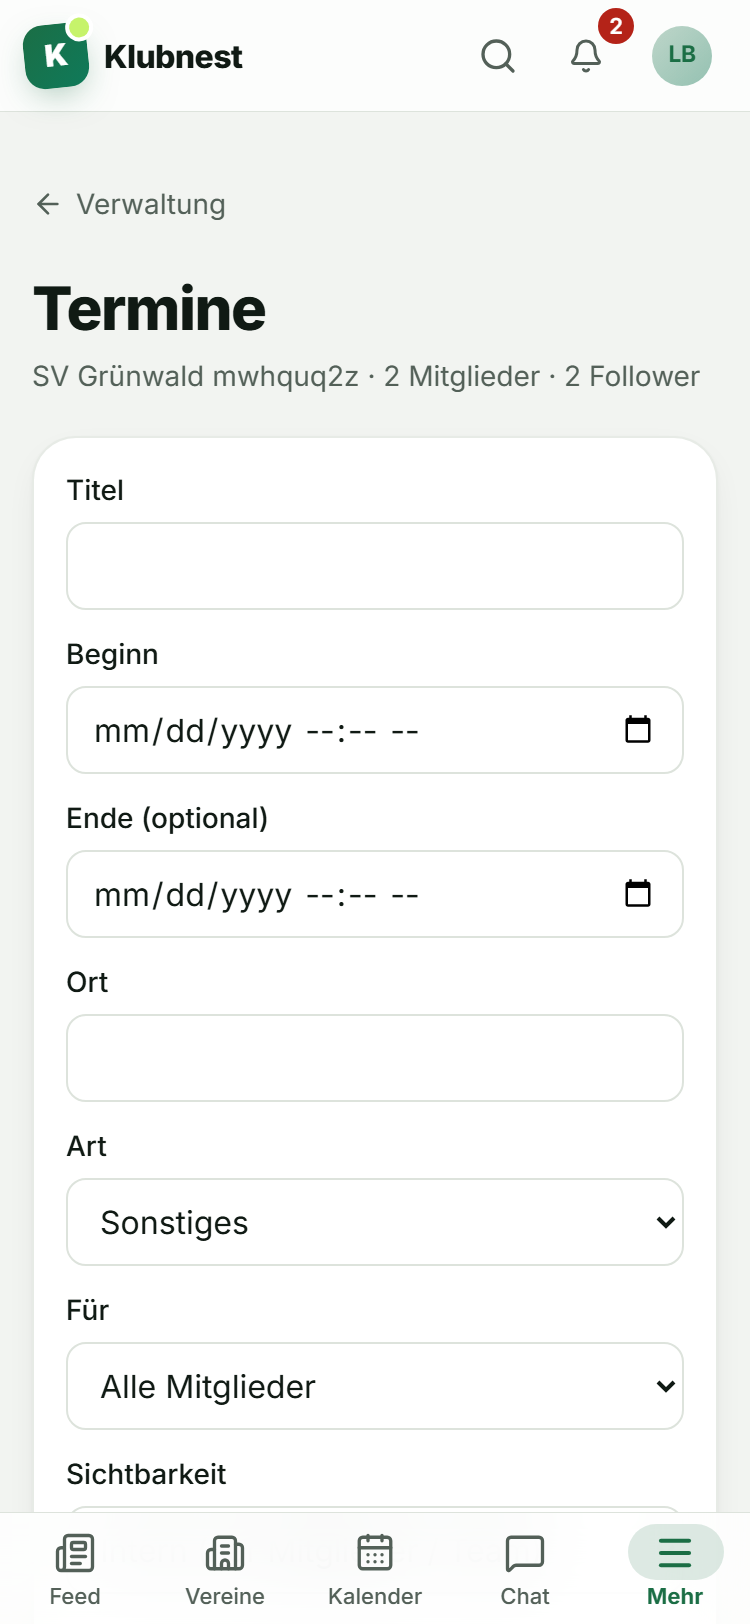 K Klubnest 2 LB
Verwaltung
Termine
SV Grünwald mwhquq2z · 2 Mitglieder · 2 Follower
Titel
Beginn
mm/dd/yyyy --:-- --
Ende (optional)
mm/dd/yyyy --:-- --
Ort
Art
Sonstiges
Für
Alle Mitglieder
Sichtbarkeit
Feed Vereine Kalender Chat Mehr